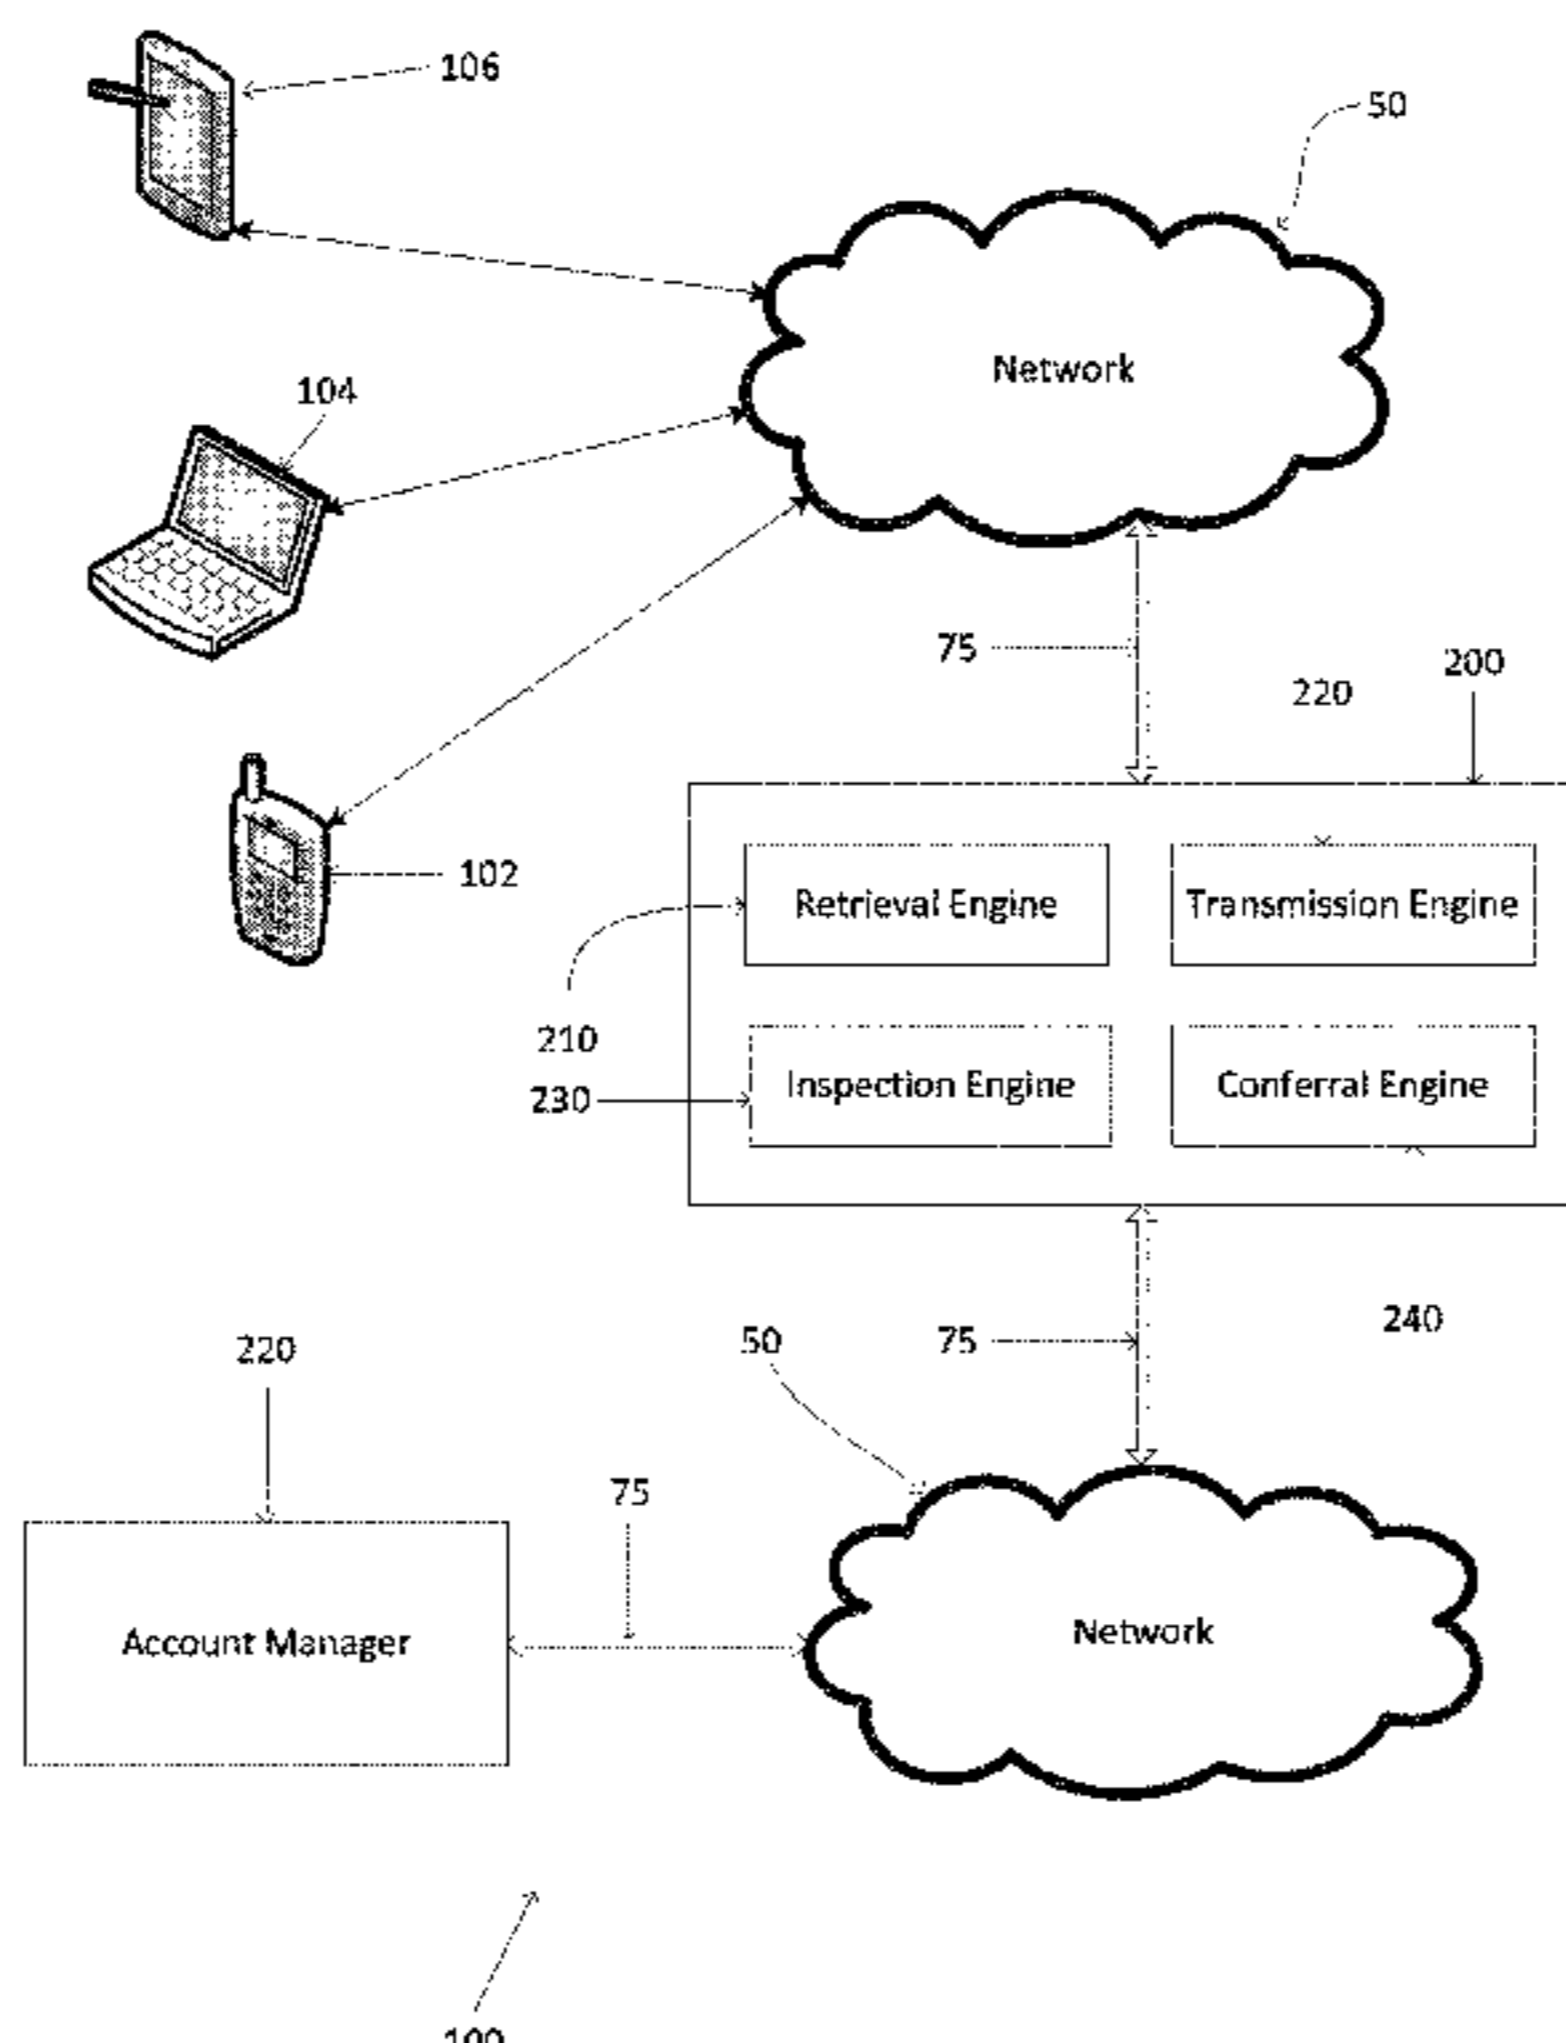 106
50
Network
104
75
200
220
102
Retrieval Engine
Transmission Engine
210
Inspection Engine
Conferral Engine
230
240
220
50
75
75
Account Manager
Network